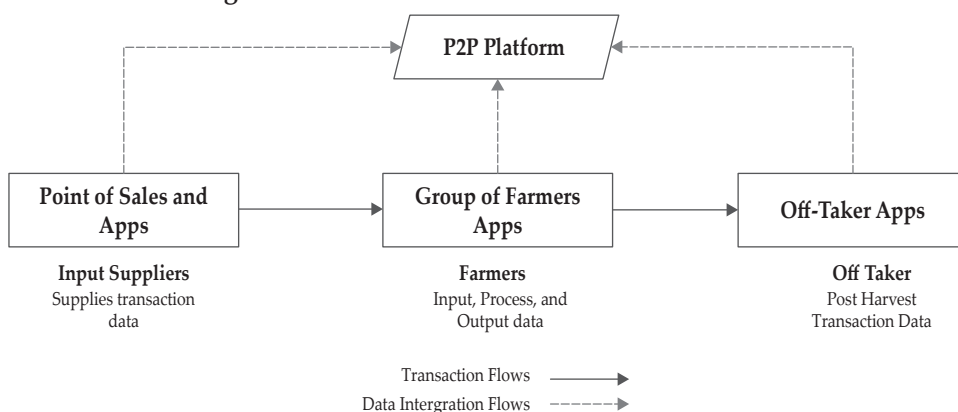 P2P Platform
Point of Sales and
Apps
Group of Farmers
Apps
Off-Taker Apps
Input Suppliers
Supplies transaction
data
Farmers
Input, Process, and
Output data
Off Taker
Post Harvest
Transaction Data
Transaction Flows
Data Intergration Flows